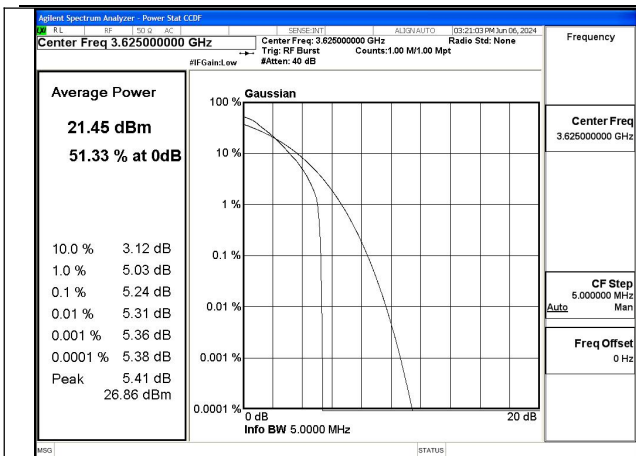 Agilent Spectrum Analyzer - Power Stat CCDF
RL RF 50 Ω AC SENSE:INT ALIGN AUTO 03:21:03 PM Jun 06, 2024
Center Freq 3.625000000 GHz
Center Freq: 3.625000000 GHz Radio Std: None
Trig: RF Burst Counts:1.00 M/1.00 Mpt
#IFGain:Low #Atten: 40 dB
Frequency
Average Power
21.45 dBm
51.33 % at 0dB
10.0 % 3.12 dB
1.0 % 5.03 dB
0.1 % 5.24 dB
0.01 % 5.31 dB
0.001 % 5.36 dB
0.0001 % 5.38 dB
Peak 5.41 dB
26.86 dBm
Gaussian
100 %
10 %
1 %
0.1 %
0.01 %
0.001 %
0.0001 %
0 dB 20 dB
Info BW 5.0000 MHz
Center Freq
3.625000000 GHz
CF Step
5.000000 MHz
Auto Man
Freq Offset
0 Hz
MSG STATUS